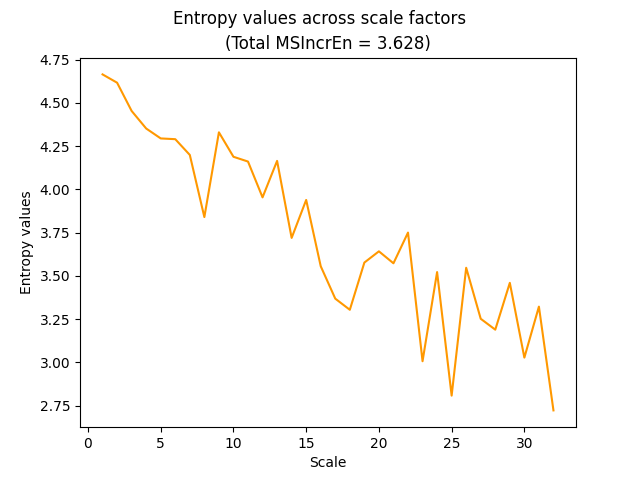 Entropy values across scale factors
(Total MSIncrEn = 3.628)
4.75
4.50
4.25
4.00
3.75
3.50
3.25
3.00
2.75
Entropy values
0 5 10 15 20 25 30
Scale